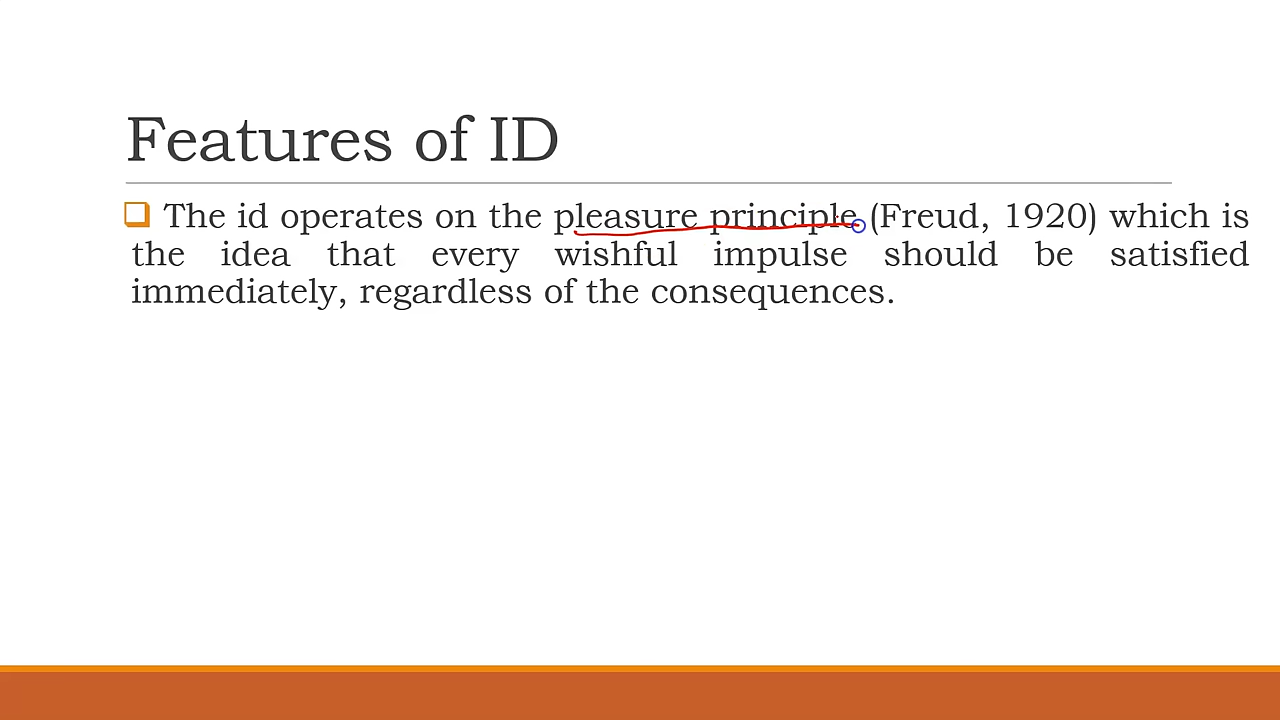 Features of ID
The id operates on the pleasure principle (Freud, 1920) which is
the idea that every wishful impulse should be satisfied
immediately, regardless of the consequences.